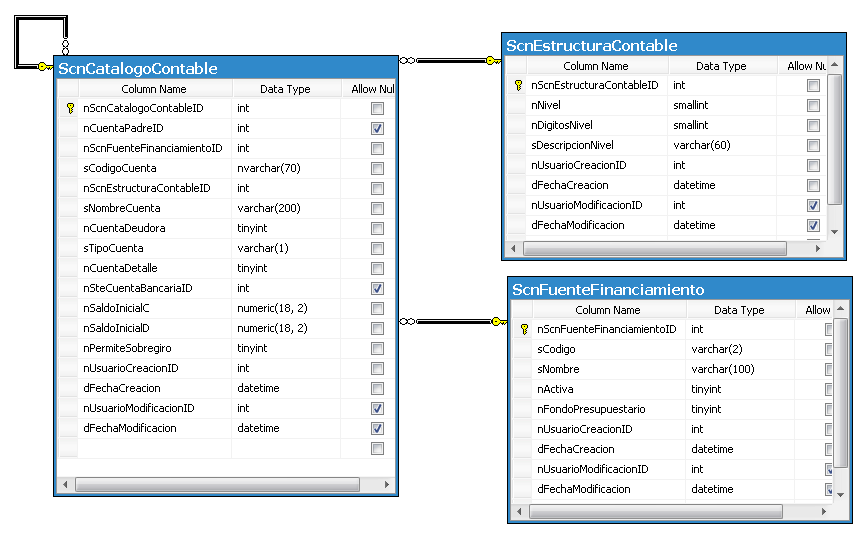 ScnCatalogoContable
Column Name Data Type Allow Nul
nScnCatalogoContableID int
nCuentaPadreID int
nScnFuenteFinanciamientoID int
sCodigoCuenta nvarchar(70)
nScnEstructuraContableID int
sNombreCuenta varchar(200)
nCuentaDeudora tinyint
sTipoCuenta varchar(1)
nCuentaDetalle tinyint
nSteCuentaBancariaID int
nSaldoInicialC numeric(18, 2)
nSaldoInicialD numeric(18, 2)
nPermiteSobregiro tinyint
nUsuarioCreacionID int
dFechaCreacion datetime
nUsuarioModificacionID int
dFechaModificacion datetime
ScnEstructuraContable
Column Name Data Type Allow Nu
nScnEstructuraContableID int
nNivel smallint
nDigitosNivel smallint
sDescripcionNivel varchar(60)
nUsuarioCreacionID int
dFechaCreacion datetime
nUsuarioModificacionID int
dFechaModificacion datetime
ScnFuenteFinanciamiento
Column Name Data Type Allow
nScnFuenteFinanciamientoID int
sCodigo varchar(2)
sNombre varchar(100)
nActiva tinyint
nFondoPresupuestario tinyint
nUsuarioCreacionID int
dFechaCreacion datetime
nUsuarioModificacionID int
dFechaModificacion datetime